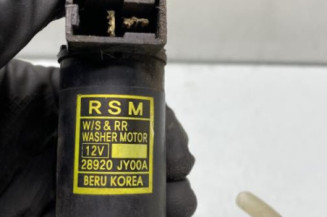 RSM
W/S & RR
WASHER MOTOR
12V
28920 JY00A
BERU KOREA